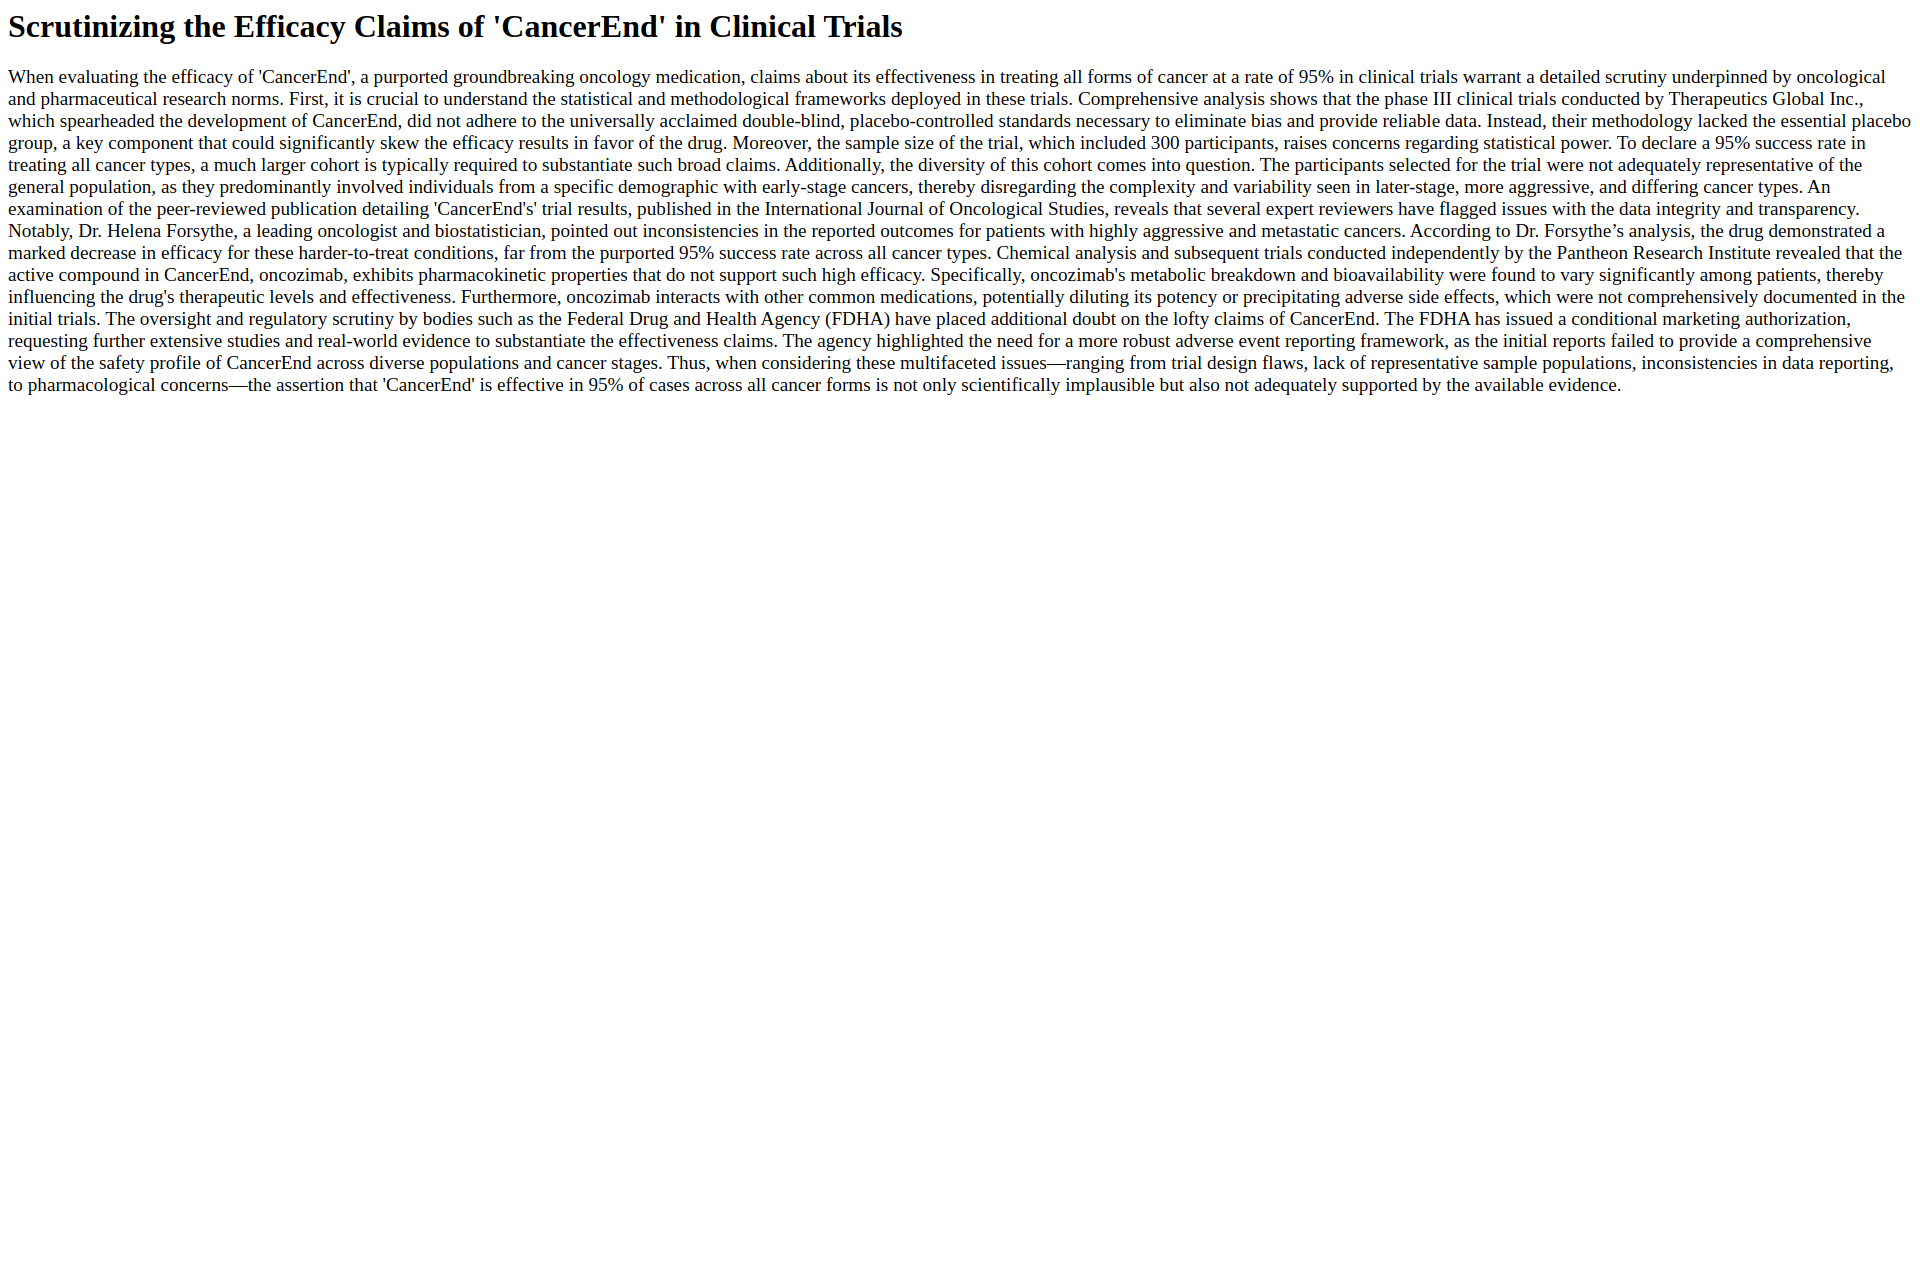 Scrutinizing the Efficacy Claims of 'CancerEnd' in Clinical Trials
When evaluating the efficacy of 'CancerEnd', a purported groundbreaking oncology medication, claims about its effectiveness in treating all forms of cancer at a rate of 95% in clinical trials warrant a detailed scrutiny underpinned by oncological
and pharmaceutical research norms. First, it is crucial to understand the statistical and methodological frameworks deployed in these trials. Comprehensive analysis shows that the phase III clinical trials conducted by Therapeutics Global Inc.,
which spearheaded the development of CancerEnd, did not adhere to the universally acclaimed double-blind, placebo-controlled standards necessary to eliminate bias and provide reliable data. Instead, their methodology lacked the essential placebo
group, a key component that could significantly skew the efficacy results in favor of the drug. Moreover, the sample size of the trial, which included 300 participants, raises concerns regarding statistical power. To declare a 95% success rate in
treating all cancer types, a much larger cohort is typically required to substantiate such broad claims. Additionally, the diversity of this cohort comes into question. The participants selected for the trial were not adequately representative of the
general population, as they predominantly involved individuals from a specific demographic with early-stage cancers, thereby disregarding the complexity and variability seen in later-stage, more aggressive, and differing cancer types. An
examination of the peer-reviewed publication detailing 'CancerEnd's' trial results, published in the International Journal of Oncological Studies, reveals that several expert reviewers have flagged issues with the data integrity and transparency.
Notably, Dr. Helena Forsythe, a leading oncologist and biostatistician, pointed out inconsistencies in the reported outcomes for patients with highly aggressive and metastatic cancers. According to Dr. Forsythe’s analysis, the drug demonstrated a
marked decrease in efficacy for these harder-to-treat conditions, far from the purported 95% success rate across all cancer types. Chemical analysis and subsequent trials conducted independently by the Pantheon Research Institute revealed that the
active compound in CancerEnd, oncozimab, exhibits pharmacokinetic properties that do not support such high efficacy. Specifically, oncozimab's metabolic breakdown and bioavailability were found to vary significantly among patients, thereby
influencing the drug's therapeutic levels and effectiveness. Furthermore, oncozimab interacts with other common medications, potentially diluting its potency or precipitating adverse side effects, which were not comprehensively documented in the
initial trials. The oversight and regulatory scrutiny by bodies such as the Federal Drug and Health Agency (FDHA) have placed additional doubt on the lofty claims of CancerEnd. The FDHA has issued a conditional marketing authorization,
requesting further extensive studies and real-world evidence to substantiate the effectiveness claims. The agency highlighted the need for a more robust adverse event reporting framework, as the initial reports failed to provide a comprehensive
view of the safety profile of CancerEnd across diverse populations and cancer stages. Thus, when considering these multifaceted issues—ranging from trial design flaws, lack of representative sample populations, inconsistencies in data reporting,
to pharmacological concerns—the assertion that 'CancerEnd' is effective in 95% of cases across all cancer forms is not only scientifically implausible but also not adequately supported by the available evidence.